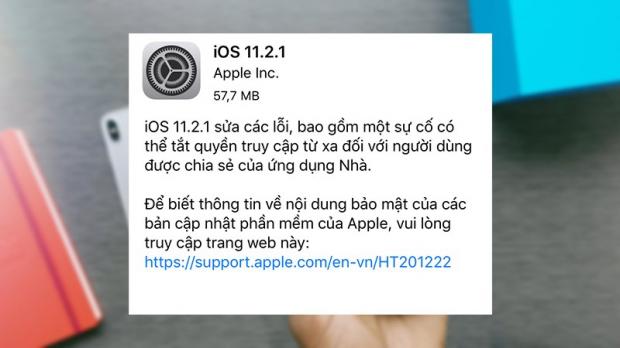 iOS 11.2.1
Apple Inc.
57,7 MB
iOS 11.2.1 sửa các lỗi, bao gồm một sự cố có
thể tắt quyền truy cập từ xa đối với người dùng
được chia sẻ của ứng dụng Nhà.
Để biết thông tin về nội dung bảo mật của các
bản cập nhật phần mềm của Apple, vui lòng
truy cập trang web này:
https://support.apple.com/en-vn/HT201222